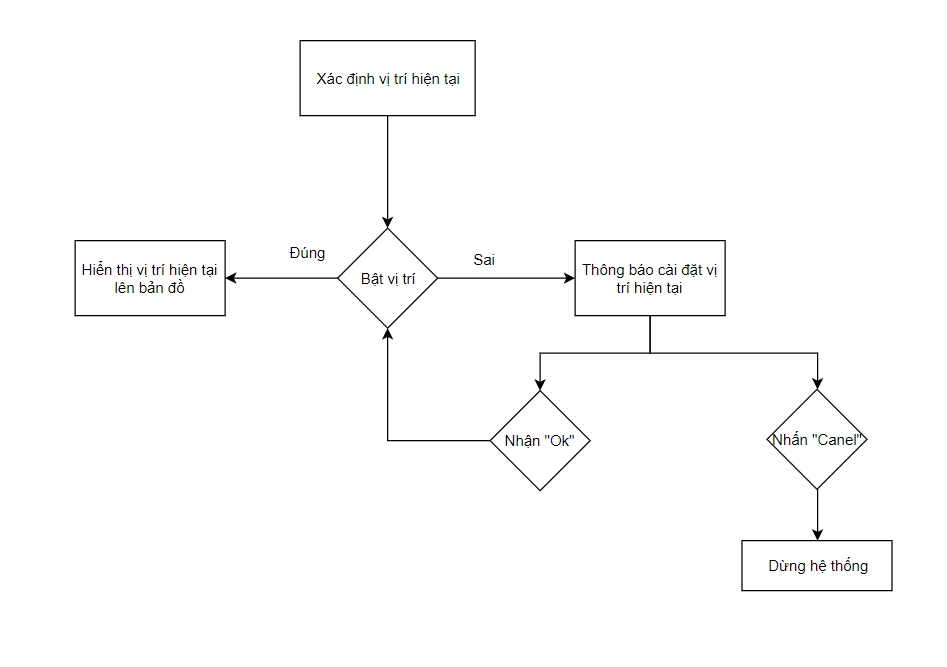 Xác định vị trí hiện tại
Đúng
Sai
Hiển thị vị trí hiện tại
lên bản đồ
Bật vị trí
Thông báo cài đặt vị
trí hiện tại
Nhận "Ok"
Nhấn "Canel"
Dừng hệ thống